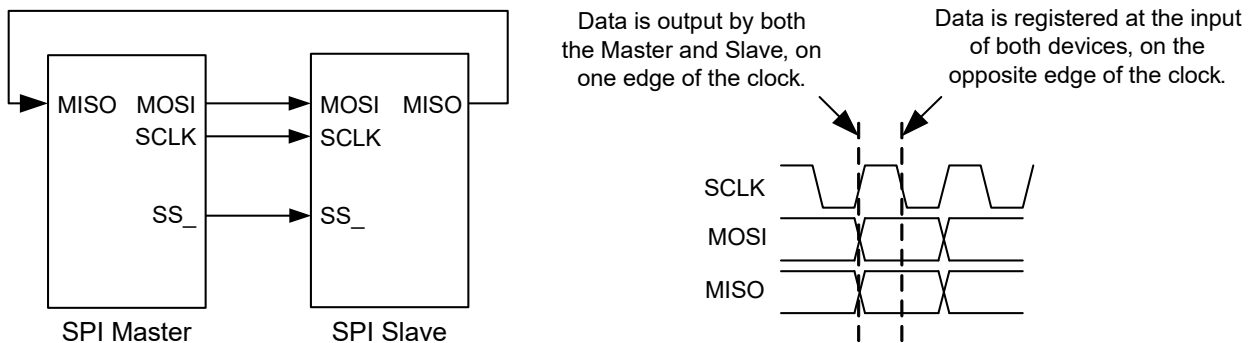 MISO MOSI
SCLK
SS_
SPI Master
MOSI MISO
SCLK
SS_
SPI Slave
Data is output by both
the Master and Slave, on
one edge of the clock.
Data is registered at the input
of both devices, on the
opposite edge of the clock.
SCLK
MOSI
MISO